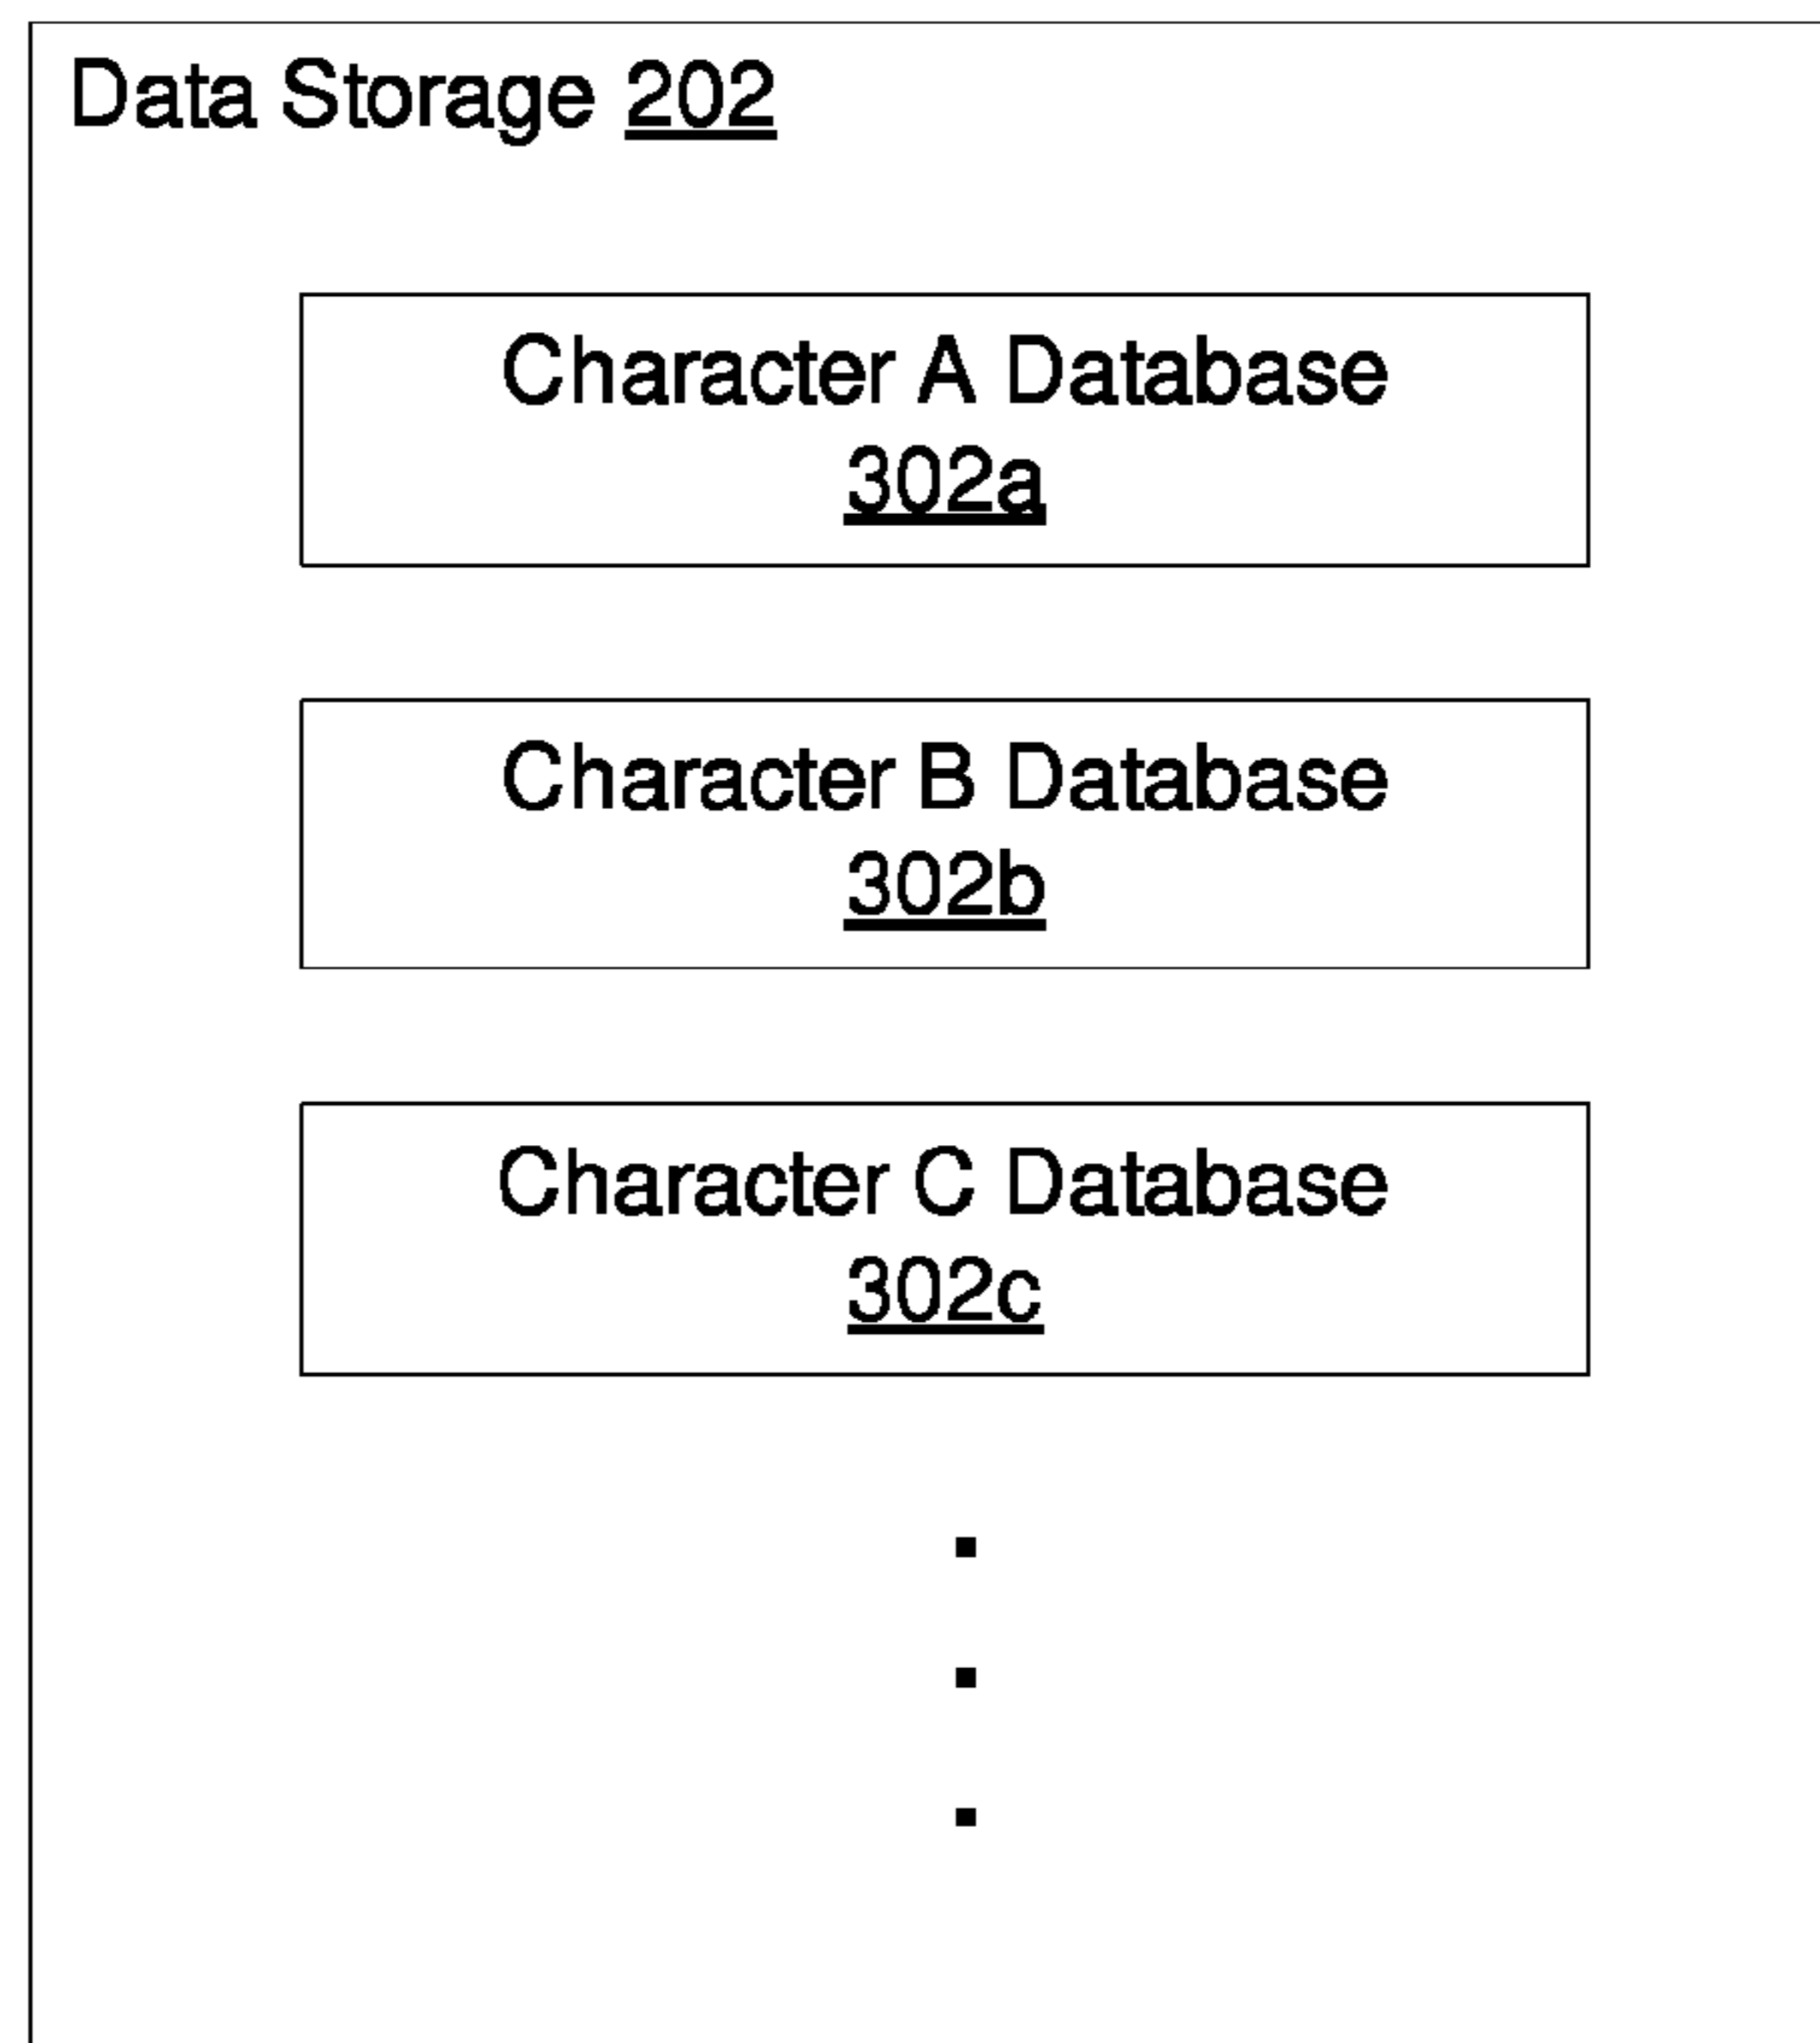 Data Storage 202
Character A Database
302a
Character B Database
302b
Character C Database
302c